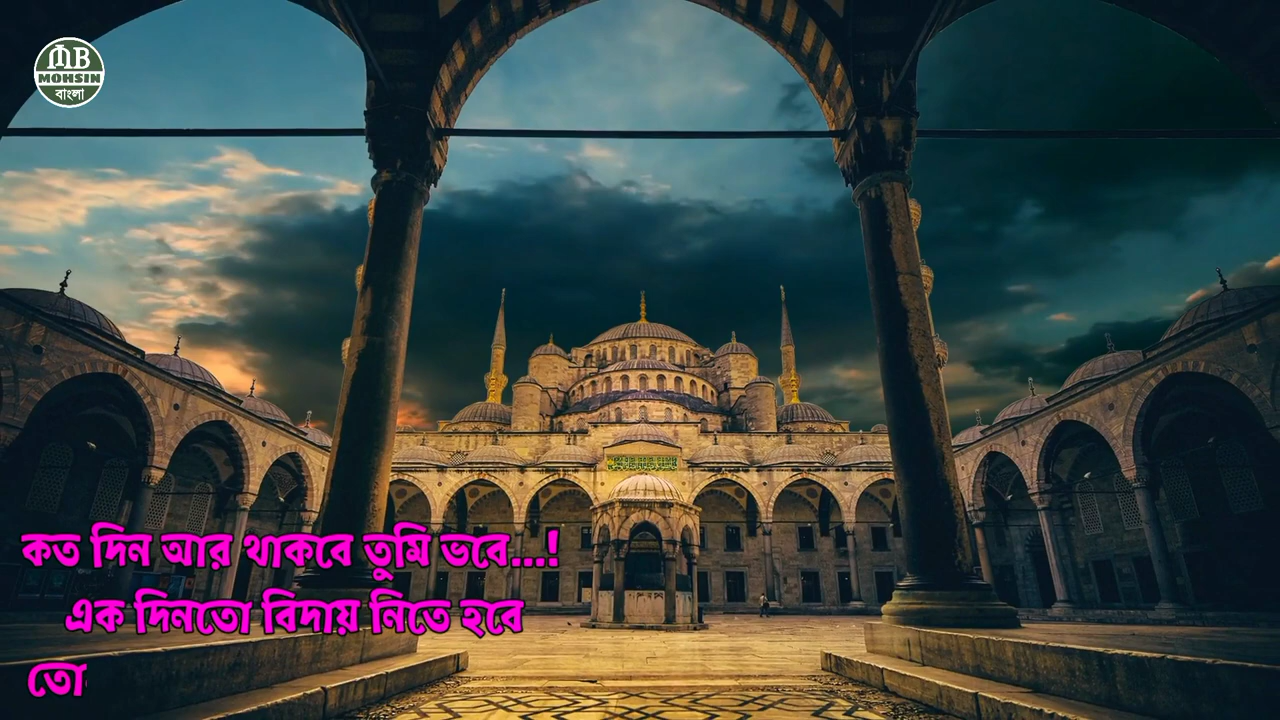 MB
MOHSIN
বাংলা
কত দিন আর থাকবে তুমি ভবে...!
এক দিনতো বিদায় নিতে হবে
তো